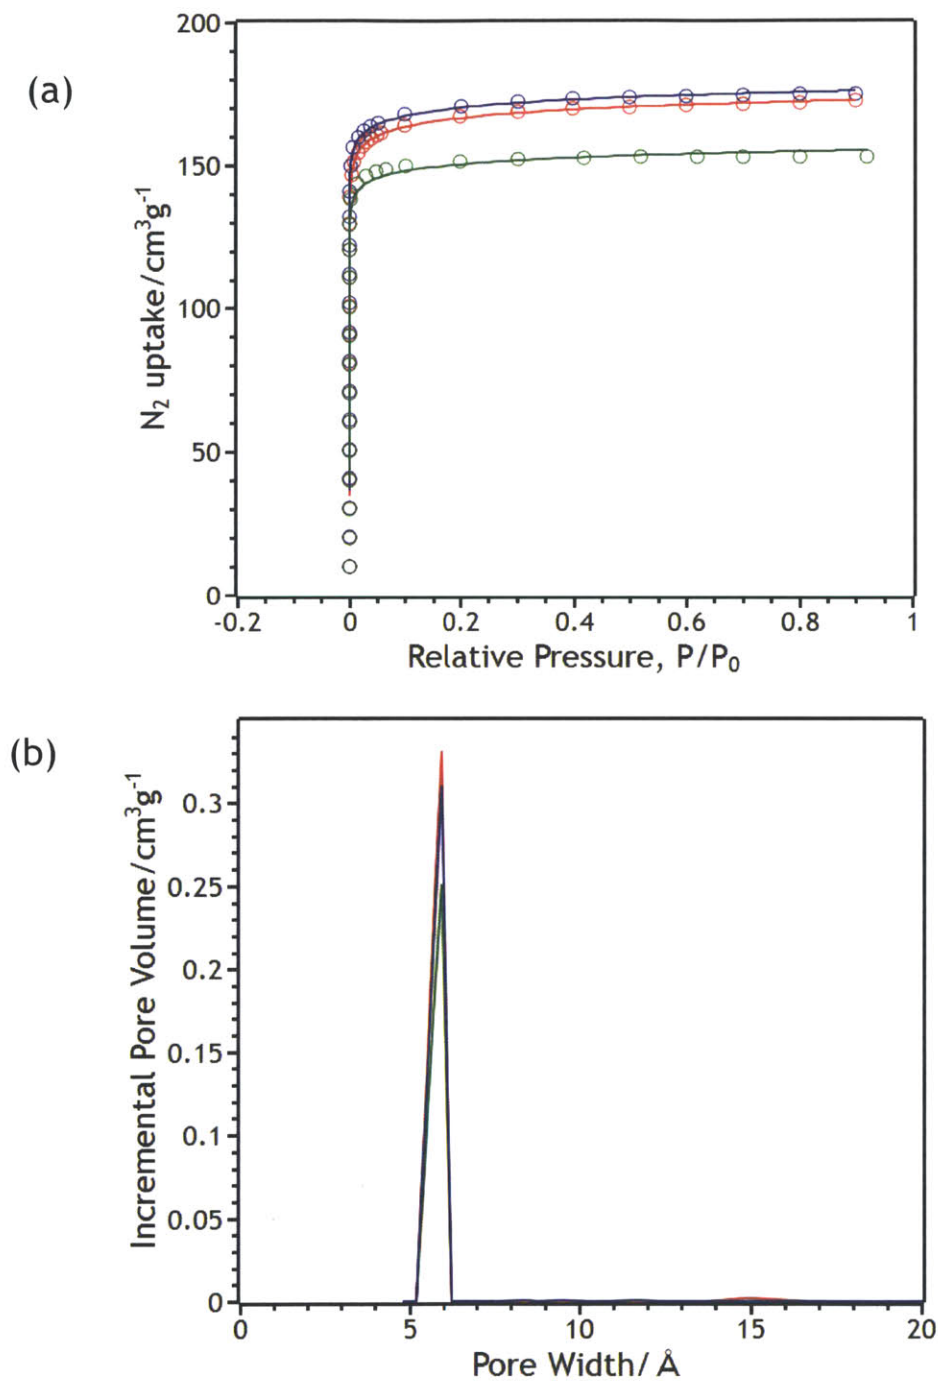 (a)
200
150
100
50
0
N₂ uptake/cm³g⁻¹
-0.2 0 0.2 0.4 0.6 0.8 1
Relative Pressure, P/P₀
(b)
0.3
0.25
0.2
0.15
0.1
0.05
0
Incremental Pore Volume/cm³g⁻¹
0 5 10 15 20
Pore Width/ Å